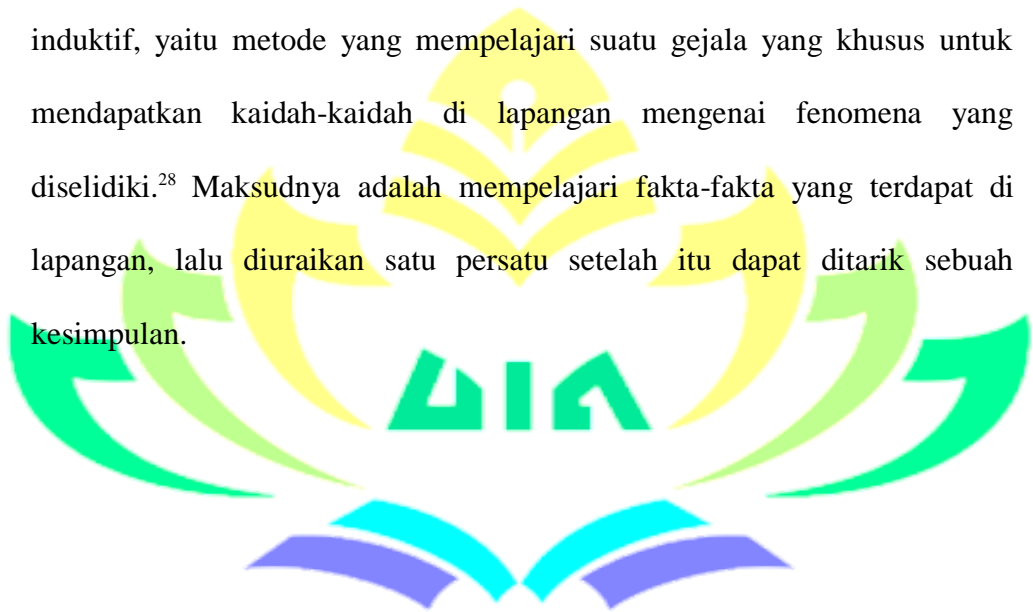 induktif, yaitu metode yang mempelajari suatu gejala yang khusus untuk
mendapatkan kaidah-kaidah di lapangan mengenai fenomena yang
diselidiki.²⁸ Maksudnya adalah mempelajari fakta-fakta yang terdapat di
lapangan, lalu diuraikan satu persatu setelah itu dapat ditarik sebuah
kesimpulan.
UIN